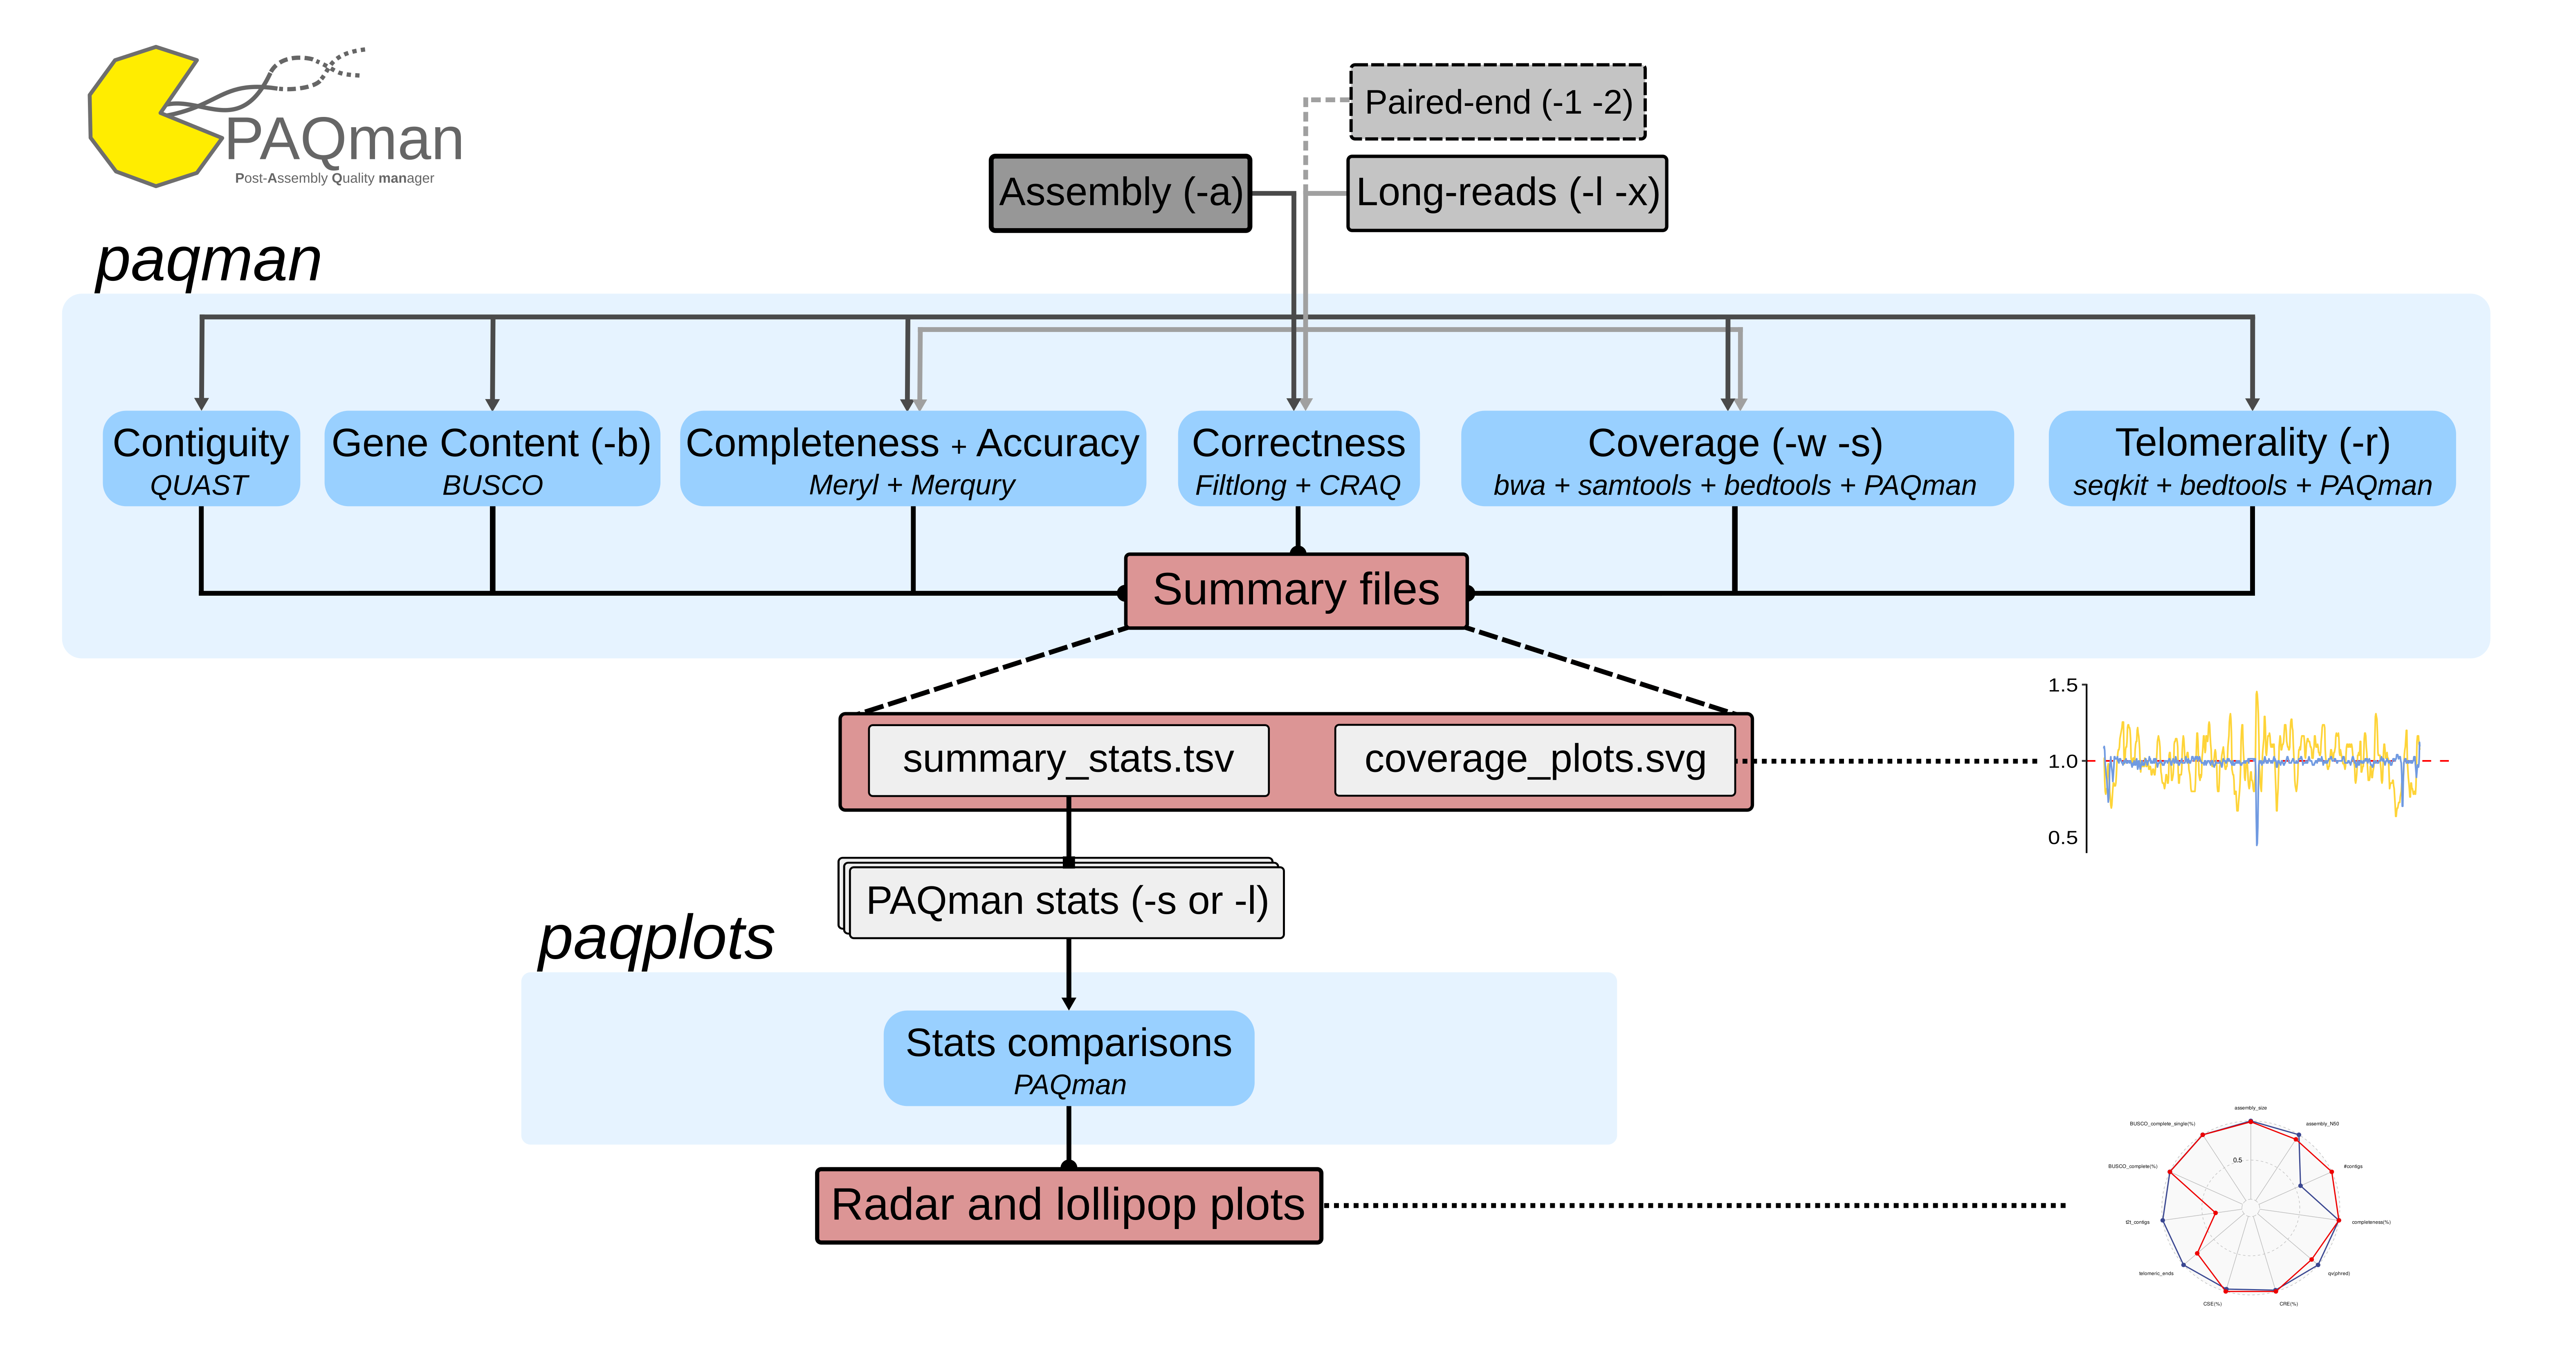 PAQman
Post-Assembly Quality manager
Paired-end (-1 -2)
Assembly (-a)
Long-reads (-l -x)
paqman
Contiguity
QUAST
Gene Content (-b)
BUSCO
Completeness + Accuracy
Meryl + Merqury
Correctness
Filtlong + CRAQ
Coverage (-w -s)
bwa + samtools + bedtools + PAQman
Telomerality (-r)
seqkit + bedtools + PAQman
Summary files
summary_stats.tsv
coverage_plots.svg
1.5
1.0
0.5
PAQman stats (-s or -l)
paqplots
Stats comparisons
PAQman
Radar and lollipop plots
assembly_size
BUSCO_complete_single(%)
assembly_N50
0.5
BUSCO_complete(%)
#contigs
t2t_contigs
completeness(%)
telomeric_ends
qv(phred)
CSE(%)
CRE(%)